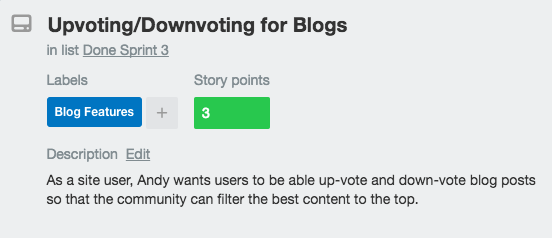 Upvoting/Downvoting for Blogs
in list Done Sprint 3
Labels Story points
Blog Features + 3
Description Edit
As a site user, Andy wants users to be able up-vote and down-vote blog posts
so that the community can filter the best content to the top.